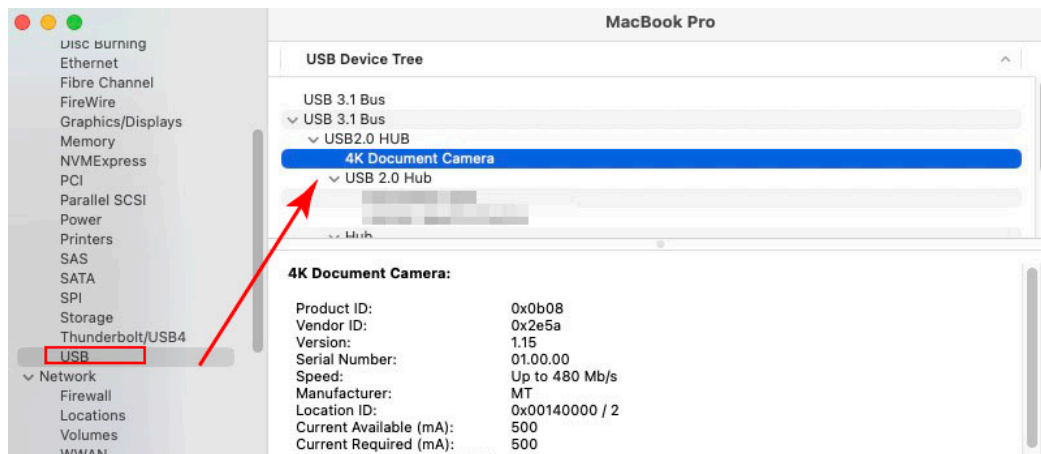 MacBook Pro
Disc Burning
Ethernet
Fibre Channel
FireWire
Graphics/Displays
Memory
NVMExpress
PCI
Parallel SCSI
Power
Printers
SAS
SATA
SPI
Storage
Thunderbolt/USB4
USB
Network
Firewall
Locations
Volumes
WWAN
USB Device Tree
USB 3.1 Bus
USB 3.1 Bus
USB2.0 HUB
4K Document Camera
USB 2.0 Hub
Hub
4K Document Camera:
Product ID: 0x0b08
Vendor ID: 0x2e5a
Version: 1.15
Serial Number: 01.00.00
Speed: Up to 480 Mb/s
Manufacturer: MT
Location ID: 0x00140000 / 2
Current Available (mA): 500
Current Required (mA): 500